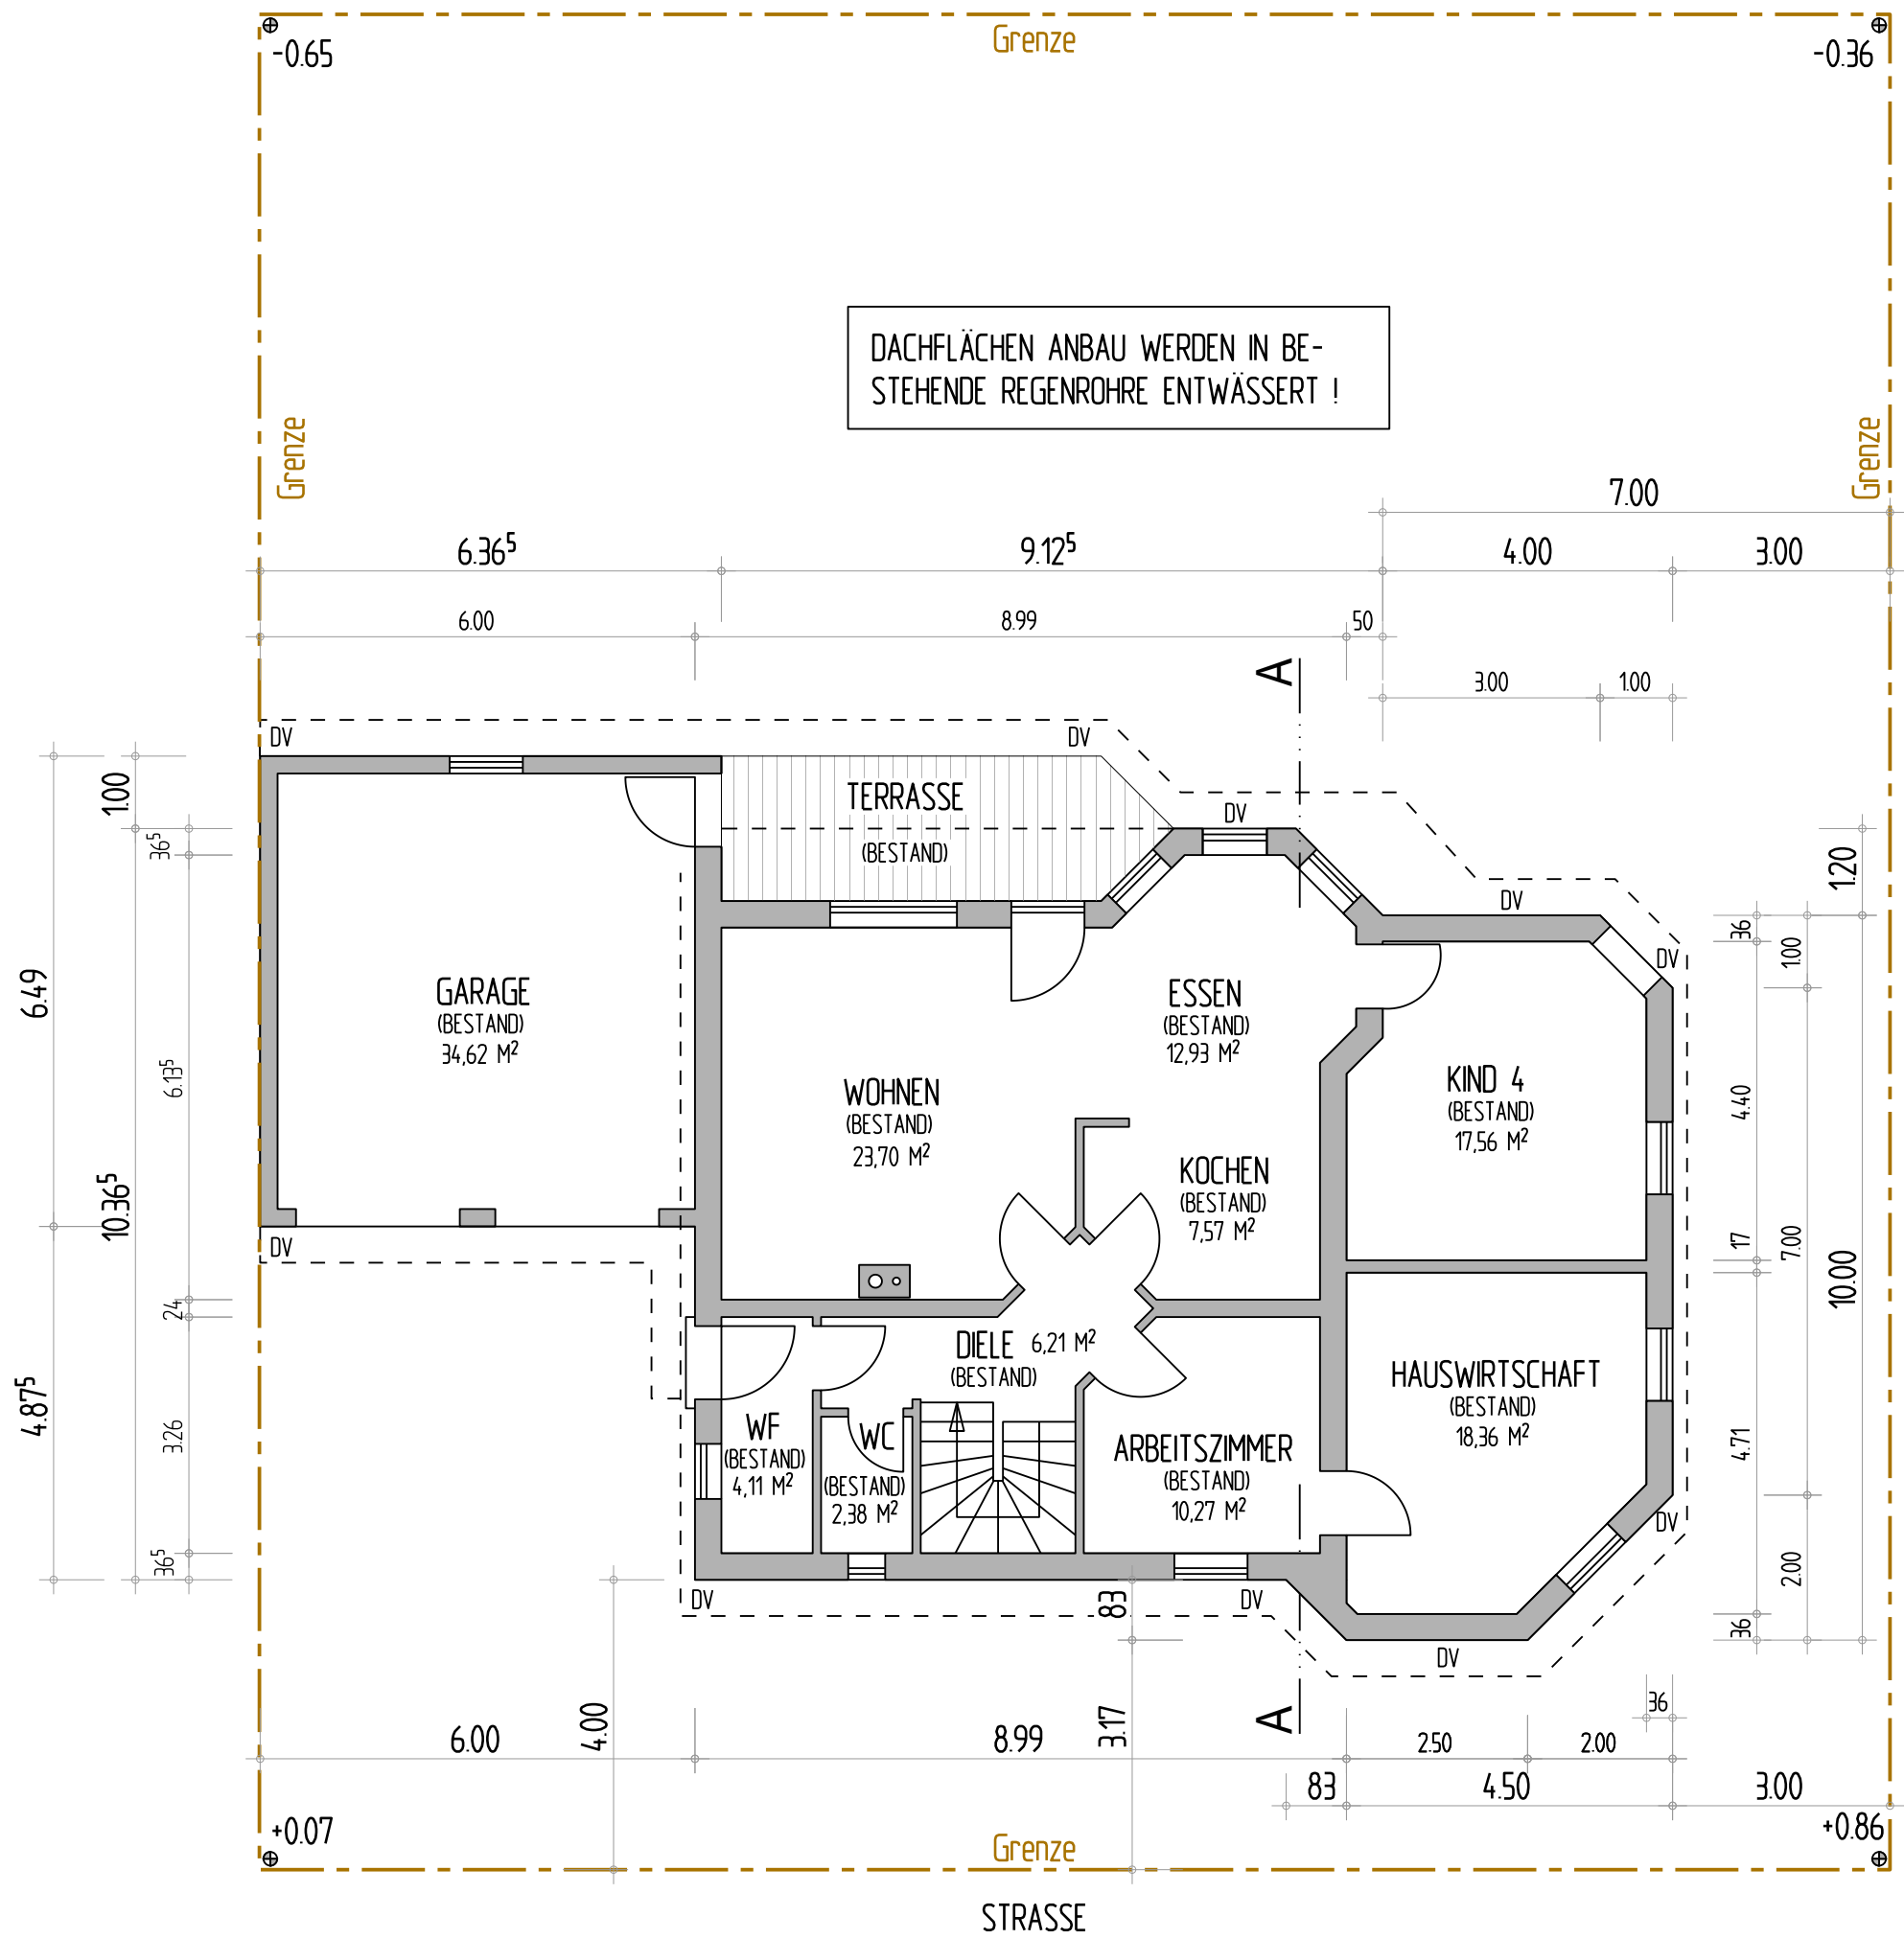 Grenze
-0.65
-0.36
DACHFLÄCHEN ANBAU WERDEN IN BE-
STEHENDE REGENROHRE ENTWÄSSERT !
Grenze
Grenze
7.00
6.36⁵
9.12⁵
4.00
3.00
6.00
8.99
50
A
3.00
1.00
DV
DV
1.00
TERRASSE
(BESTAND)
DV
36⁵
1.20
DV
36
1.00
DV
6.49
GARAGE
(BESTAND)
34,62 M²
ESSEN
(BESTAND)
12,93 M²
6.13⁵
WOHNEN
(BESTAND)
23,70 M²
KIND 4
(BESTAND)
17,56 M²
4.40
KOCHEN
(BESTAND)
7,57 M²
10.36⁵
DV
17
7.00
10.00
24
DIELE 6,21 M²
(BESTAND)
HAUSWIRTSCHAFT
(BESTAND)
18,36 M²
4.87⁵
3.26
WF
(BESTAND)
4,11 M²
WC
(BESTAND)
2,38 M²
ARBEITSZIMMER
(BESTAND)
10,27 M²
4.71
DV
36⁵
2.00
DV
83
DV
36
DV
36
4.00
3.17
A
6.00
8.99
2.50
2.00
83
4.50
3.00
+0.07
+0.86
Grenze
STRASSE